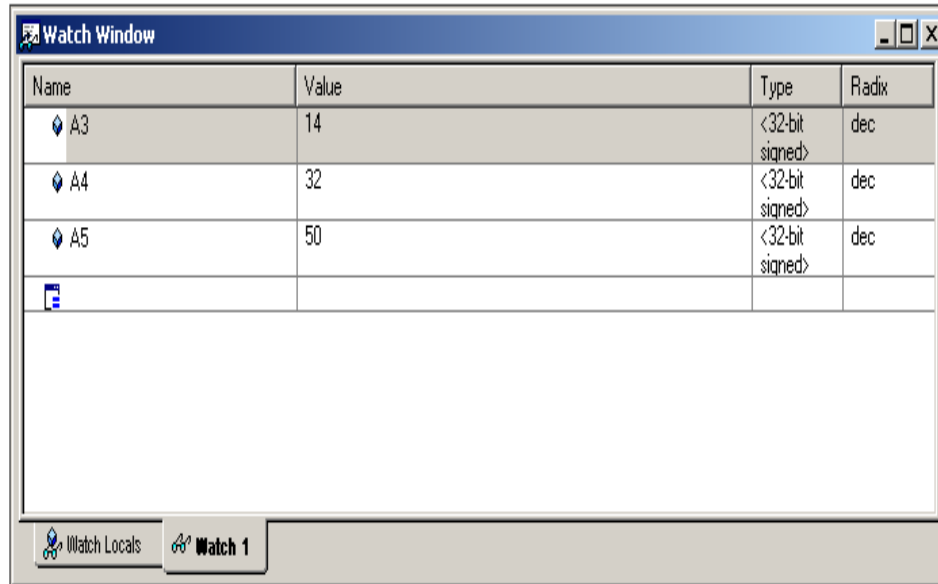 Watch Window
Name Value Type Radix
A3 14 <32-bit signed> dec
A4 32 <32-bit signed> dec
A5 50 <32-bit signed> dec
Watch Locals Watch 1